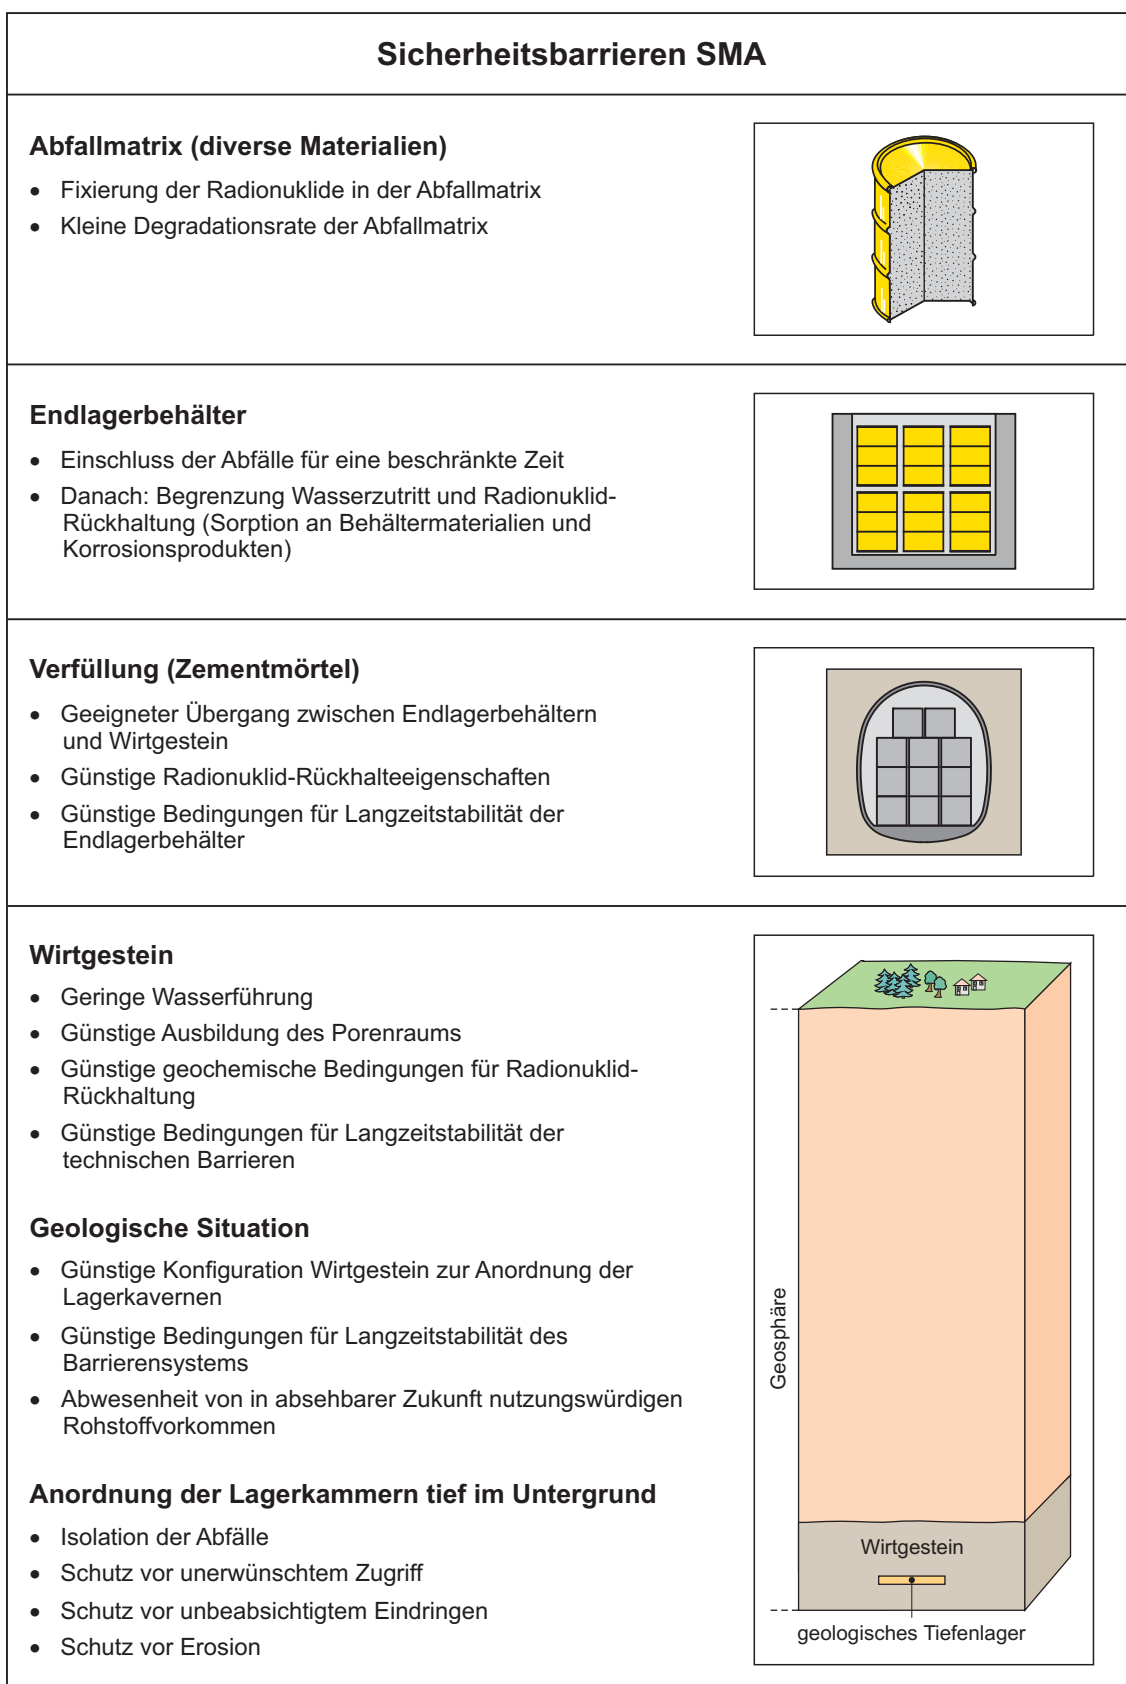 Sicherheitsbarrieren SMA
Abfallmatrix (diverse Materialien)
• Fixierung der Radionuklide in der Abfallmatrix
• Kleine Degradationsrate der Abfallmatrix
Endlagerbehälter
• Einschluss der Abfälle für eine beschränkte Zeit
• Danach: Begrenzung Wasserzutritt und Radionuklid-
Rückhaltung (Sorption an Behältermaterialien und
Korrosionsprodukten)
Verfüllung (Zementmörtel)
• Geeigneter Übergang zwischen Endlagerbehältern
und Wirtgestein
• Günstige Radionuklid-Rückhalteeigenschaften
• Günstige Bedingungen für Langzeitstabilität der
Endlagerbehälter
Wirtgestein
• Geringe Wasserführung
• Günstige Ausbildung des Porenraums
• Günstige geochemische Bedingungen für Radionuklid-
Rückhaltung
• Günstige Bedingungen für Langzeitstabilität der
technischen Barrieren
Geologische Situation
• Günstige Konfiguration Wirtgestein zur Anordnung der
Lagerkavernen
• Günstige Bedingungen für Langzeitstabilität des
Barrierensystems
• Abwesenheit von in absehbarer Zukunft nutzungswürdigen
Rohstoffvorkommen
Anordnung der Lagerkammern tief im Untergrund
• Isolation der Abfälle
• Schutz vor unerwünschtem Zugriff
• Schutz vor unbeabsichtigtem Eindringen
• Schutz vor Erosion
Geosphäre
Wirtgestein
geologisches Tiefenlager